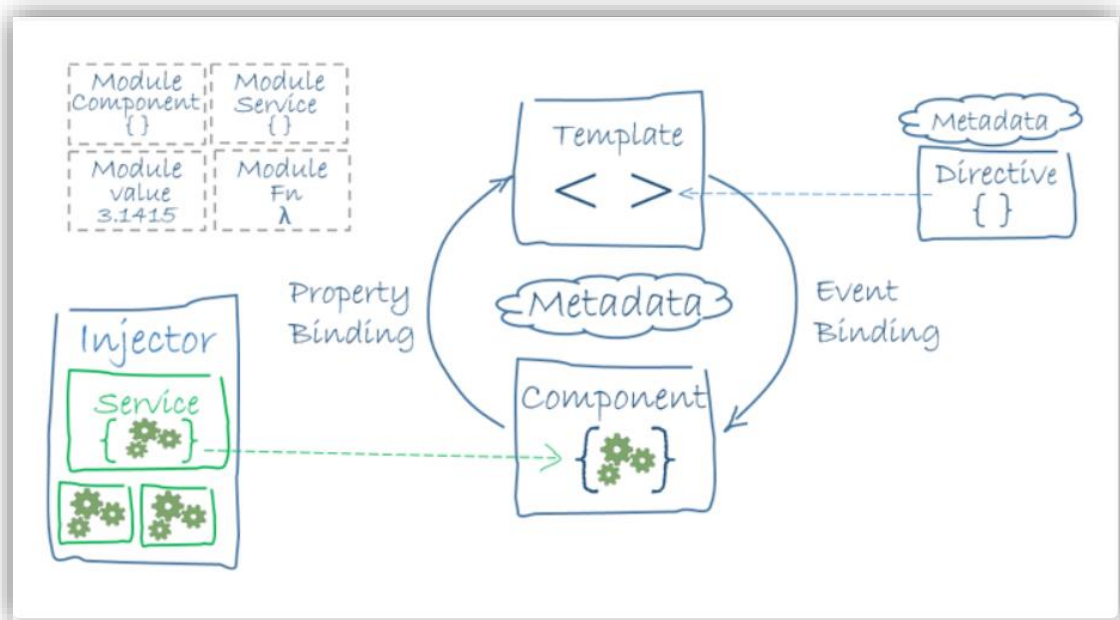 Module
Component
{ }
Module
Service
{ }
Module
value
3.1415
Module
Fn
λ
Template
< >
Metadata
Directive
{ }
Property
Binding
Metadata
Event
Binding
Injector
Service
{ }
Component
{ }